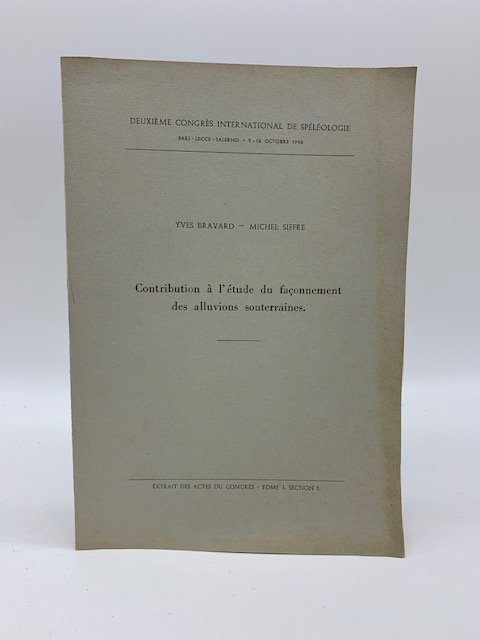 DEUXIÈME CONGRÈS INTERNATIONAL DE SPÉLÉOLOGIE
BARI - LECCE - SALERNO - 5-12 OCTOBRE 1958
YVES BRAVARD — MICHEL SIFFRE
Contribution à l'étude du façonnement
des alluvions souterraines.
EXTRAIT DES ACTES DU CONGRÈS - TOME I, SECTION I.